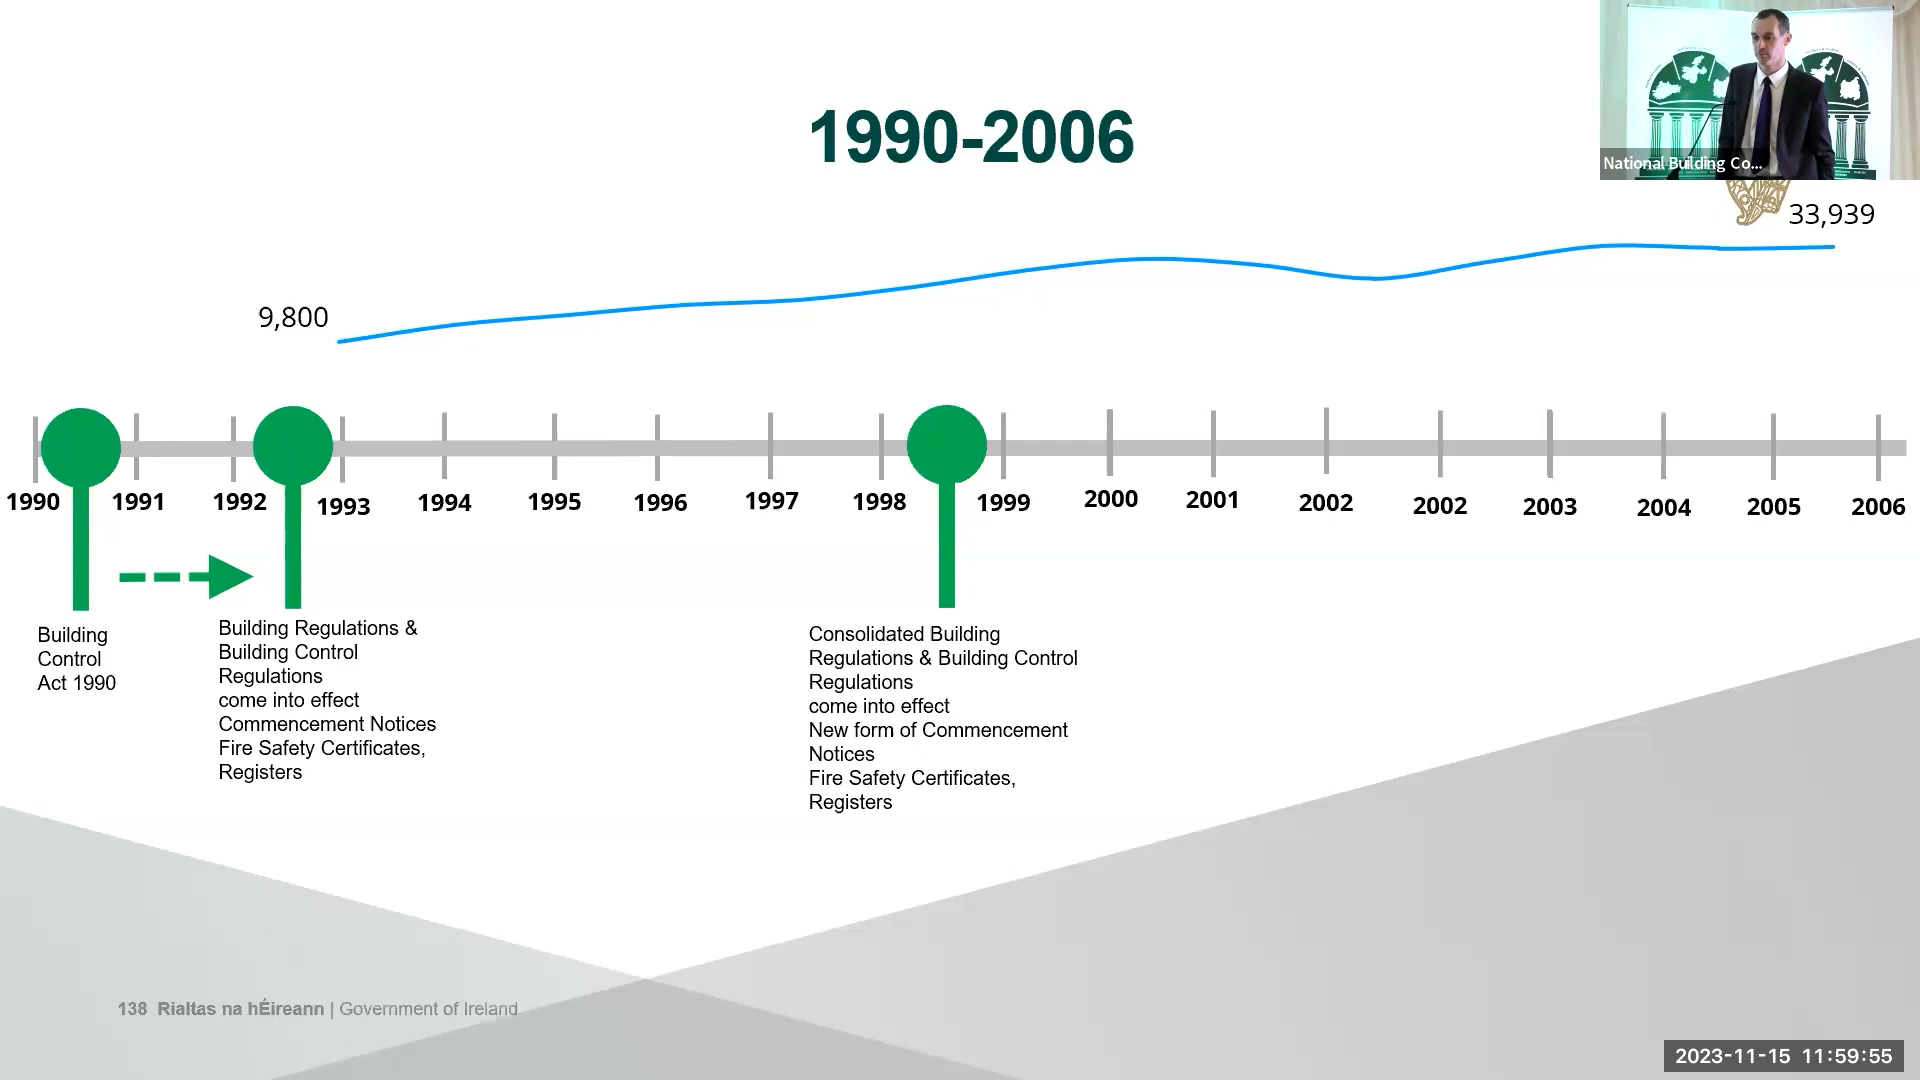 1990-2006
National Building Co...
33,939
9,800
1990 1991 1992 1993 1994 1995 1996 1997 1998 1999 2000 2001 2002 2002 2003 2004 2005 2006
Building
Control
Act 1990
Building Regulations &
Building Control
Regulations
come into effect
Commencement Notices
Fire Safety Certificates,
Registers
Consolidated Building
Regulations & Building Control
Regulations
come into effect
New form of Commencement
Notices
Fire Safety Certificates,
Registers
138 Rialtas na hÉireann | Government of Ireland
2023-11-15 11:59:55